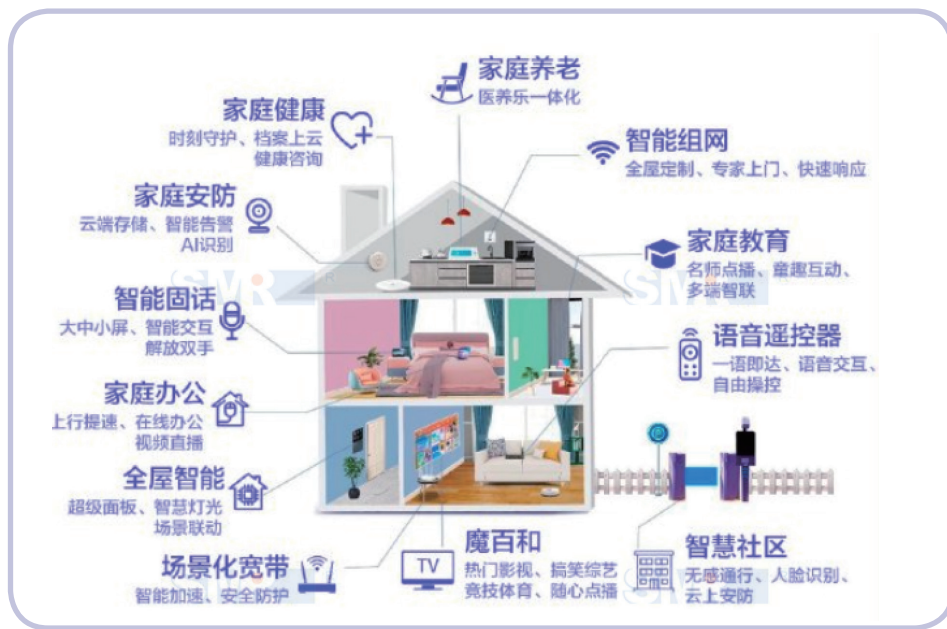 家庭养老
医养乐一体化
家庭健康
时刻守护、档案上云
健康咨询
智能组网
全屋定制、专家上门、快速响应
家庭安防
云端存储、智能告警
AI识别
家庭教育
名师点播、童趣互动、
多端智联
SMR
SMR
智能固话
大中小屏、智能交互
解放双手
语音遥控器
一语即达、语音交互、
自由操控
家庭办公
上行提速、在线办公
视频直播
全屋智能
超级面板、智慧灯光
场景联动
场景化宽带
智能加速、安全防护
TV
魔百和
热门影视、搞笑综艺
竞技体育、随心点播
智慧社区
无感通行、人脸识别、
云上安防